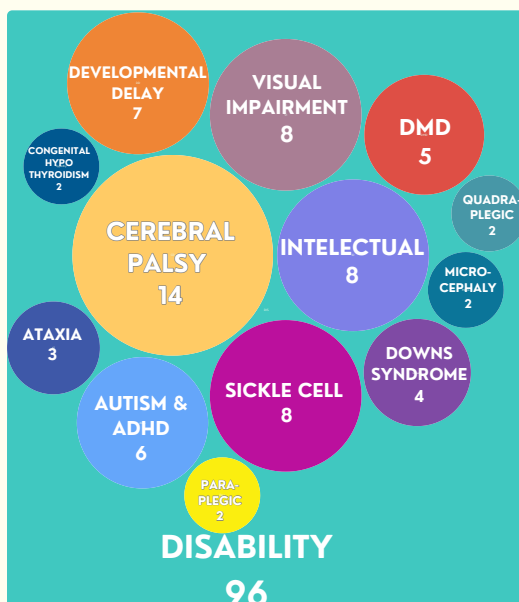 DEVELOPMENTAL
DELAY
7
VISUAL
IMPAIRMENT
8
DMD
5
CONGENITAL
HYPO
THYROIDISM
2
QUADRA-
PLEGIC
2
CEREBRAL
PALSY
14
INTELECTUAL
8
MICRO-
CEPHALY
2
ATAXIA
3
DOWNS
SYNDROME
4
AUTISM &
ADHD
6
SICKLE CELL
8
PARA-
PLEGIC
2
DISABILITY
96